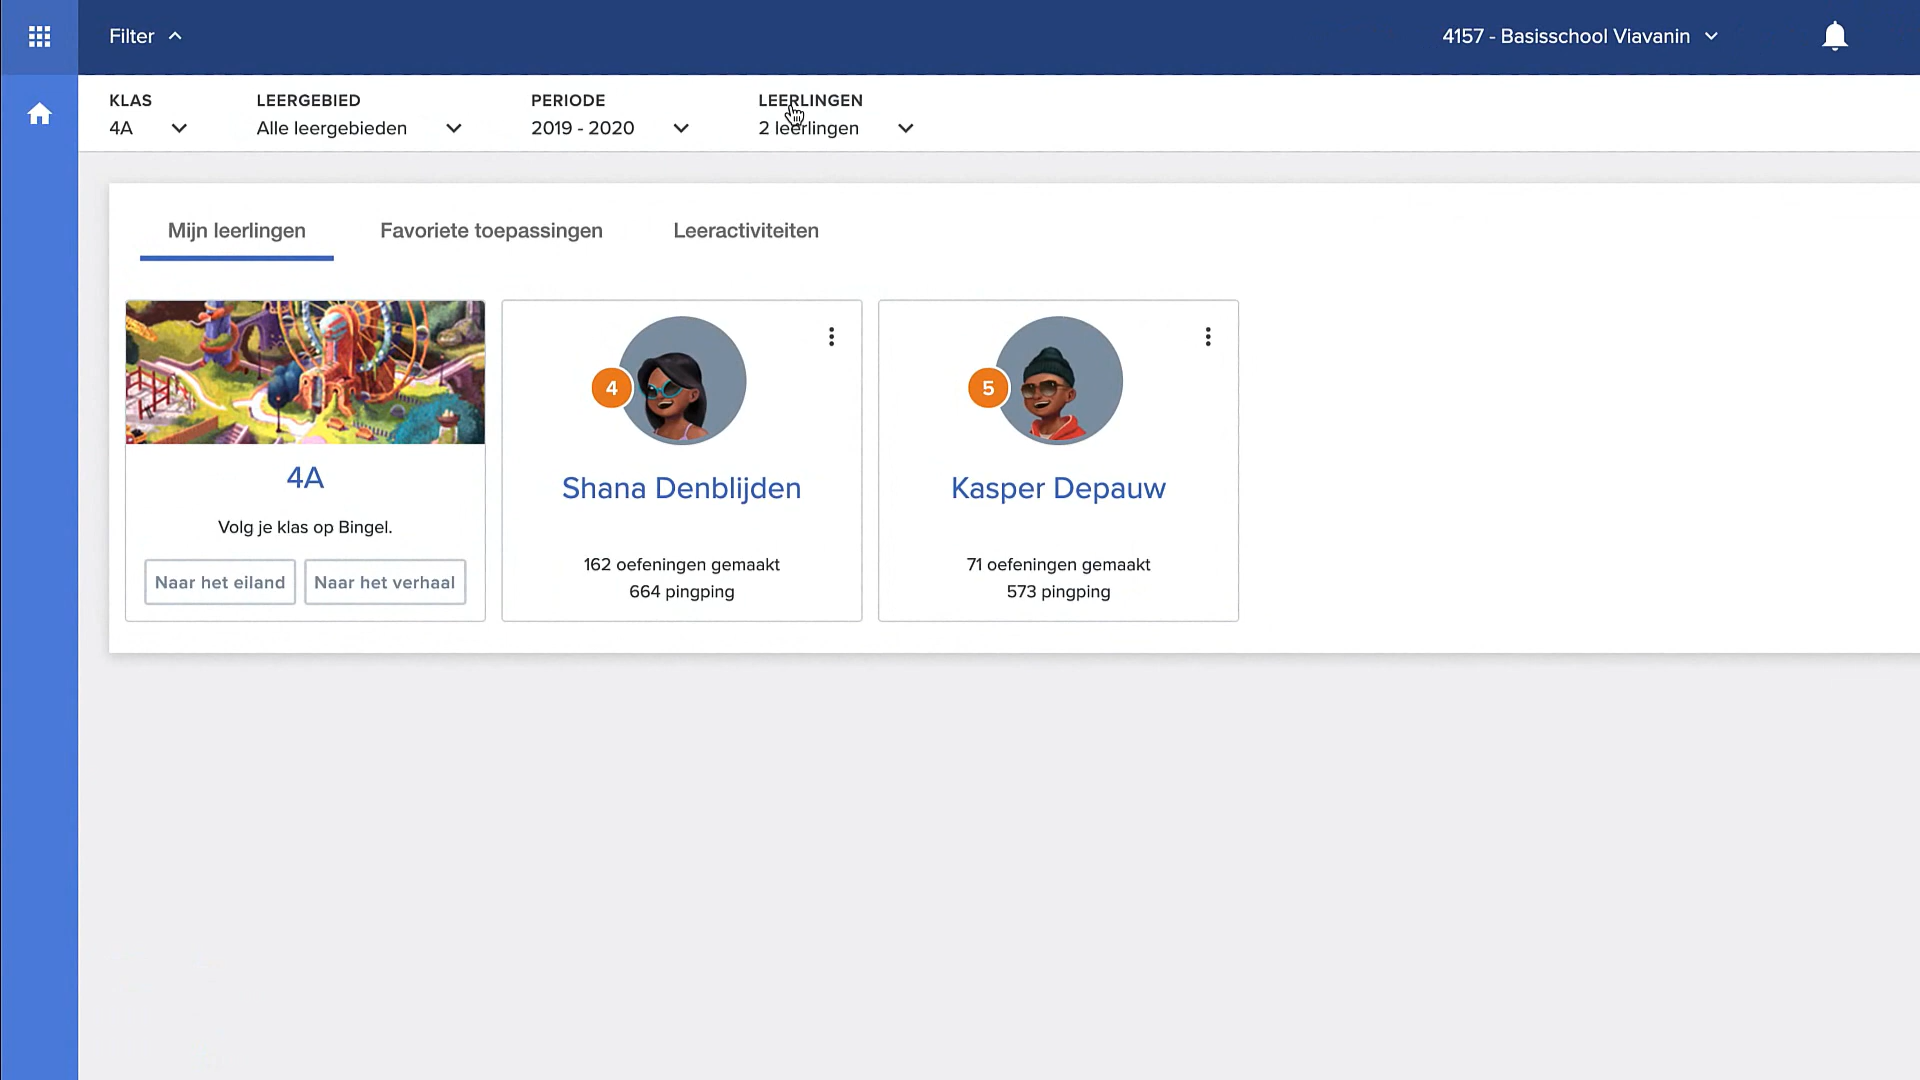 Filter
4157 - Basisschool Viavanin
KLAS
4A
LEERGEBIED
Alle leergebieden
PERIODE
2019 - 2020
LEERLINGEN
2 leerlingen
Mijn leerlingen
Favoriete toepassingen
Leeractiviteiten
4A
Volg je klas op Bingel.
Naar het eiland
Naar het verhaal
4
Shana Denblijden
162 oefeningen gemaakt
664 pingping
5
Kasper Depauw
71 oefeningen gemaakt
573 pingping